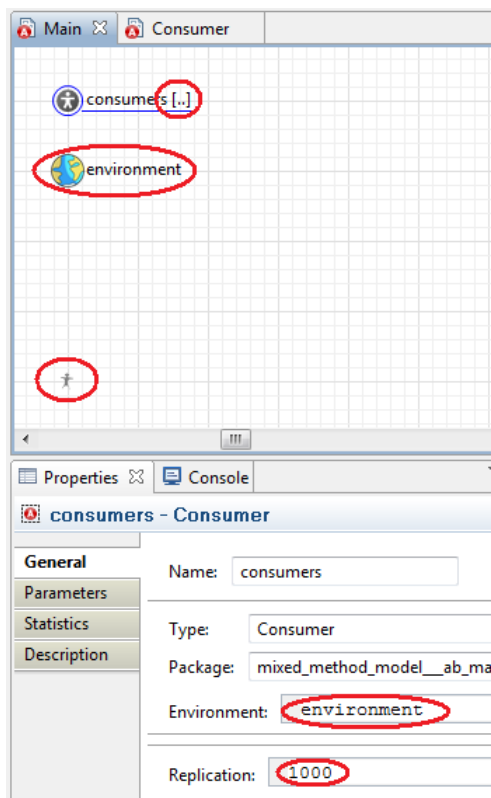 Main Consumer
consumers [..]
environment
Properties Console
consumers - Consumer
General
Parameters
Statistics
Description
Name: consumers
Type: Consumer
Package: mixed_method_model__ab_ma
Environment: environment
Replication: 1000